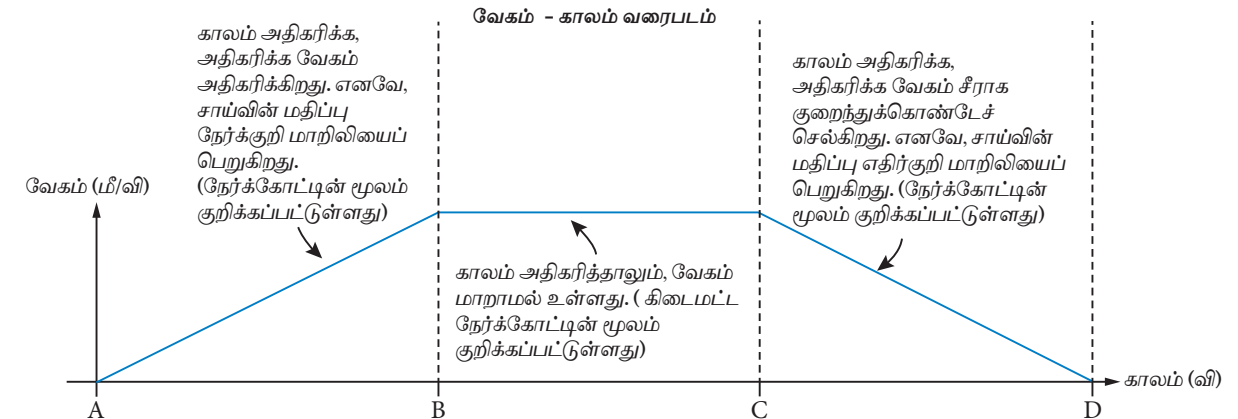 வேகம் - காலம் வரைபடம்
காலம் அதிகரிக்க,
அதிகரிக்க வேகம்
அதிகரிக்கிறது. எனவே,
சாய்வின் மதிப்பு
நேர்க்குறி மாறிலியைப்
பெறுகிறது.
(நேர்க்கோட்டின் மூலம்
குறிக்கப்பட்டுள்ளது)
காலம் அதிகரிக்க,
அதிகரிக்க வேகம் சீராக
குறைந்துக்கொண்டேச்
செல்கிறது. எனவே, சாய்வின்
மதிப்பு எதிர்குறி மாறிலியைப்
பெறுகிறது. (நேர்க்கோட்டின்
மூலம் குறிக்கப்பட்டுள்ளது)
வேகம் (மீ/வி)
காலம் அதிகரித்தாலும், வேகம்
மாறாமல் உள்ளது. ( கிடைமட்ட
நேர்க்கோட்டின் மூலம்
குறிக்கப்பட்டுள்ளது)
காலம் (வி)
A B C D